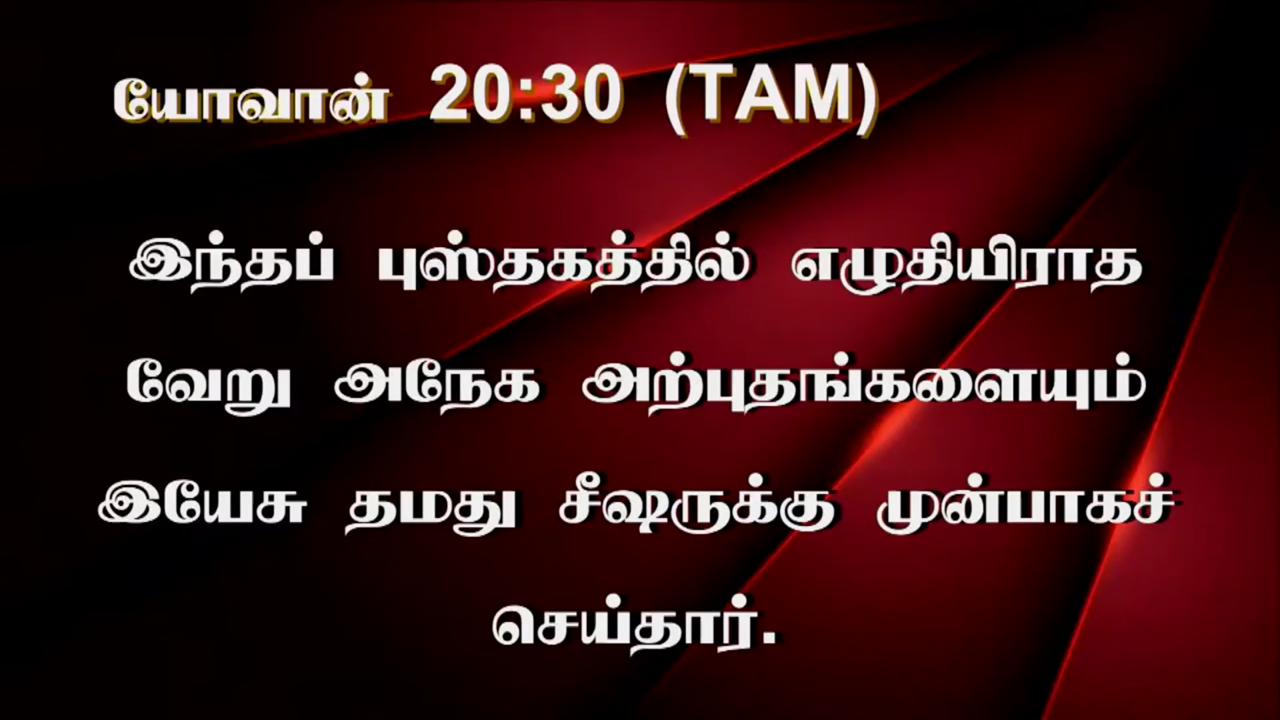 யோவான் 20:30 (TAM)
இந்தப் புஸ்தகத்தில் எழுதியிராத
வேறு அநேக அற்புதங்களையும்
இயேசு தமது சீஷருக்கு முன்பாகச்
செய்தார்.